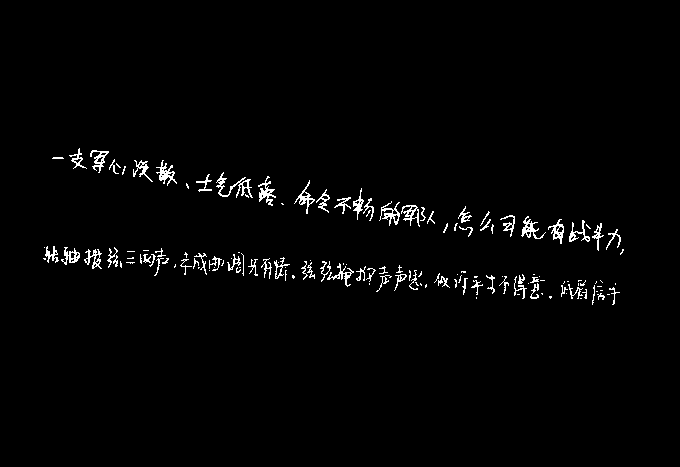 一支军心涣散、士气低落、命令不畅的军队,怎么可能有战斗力,
转轴拨弦三两声,未成曲调先有情。弦弦掩抑声声思,似诉平生不得意。低眉信手